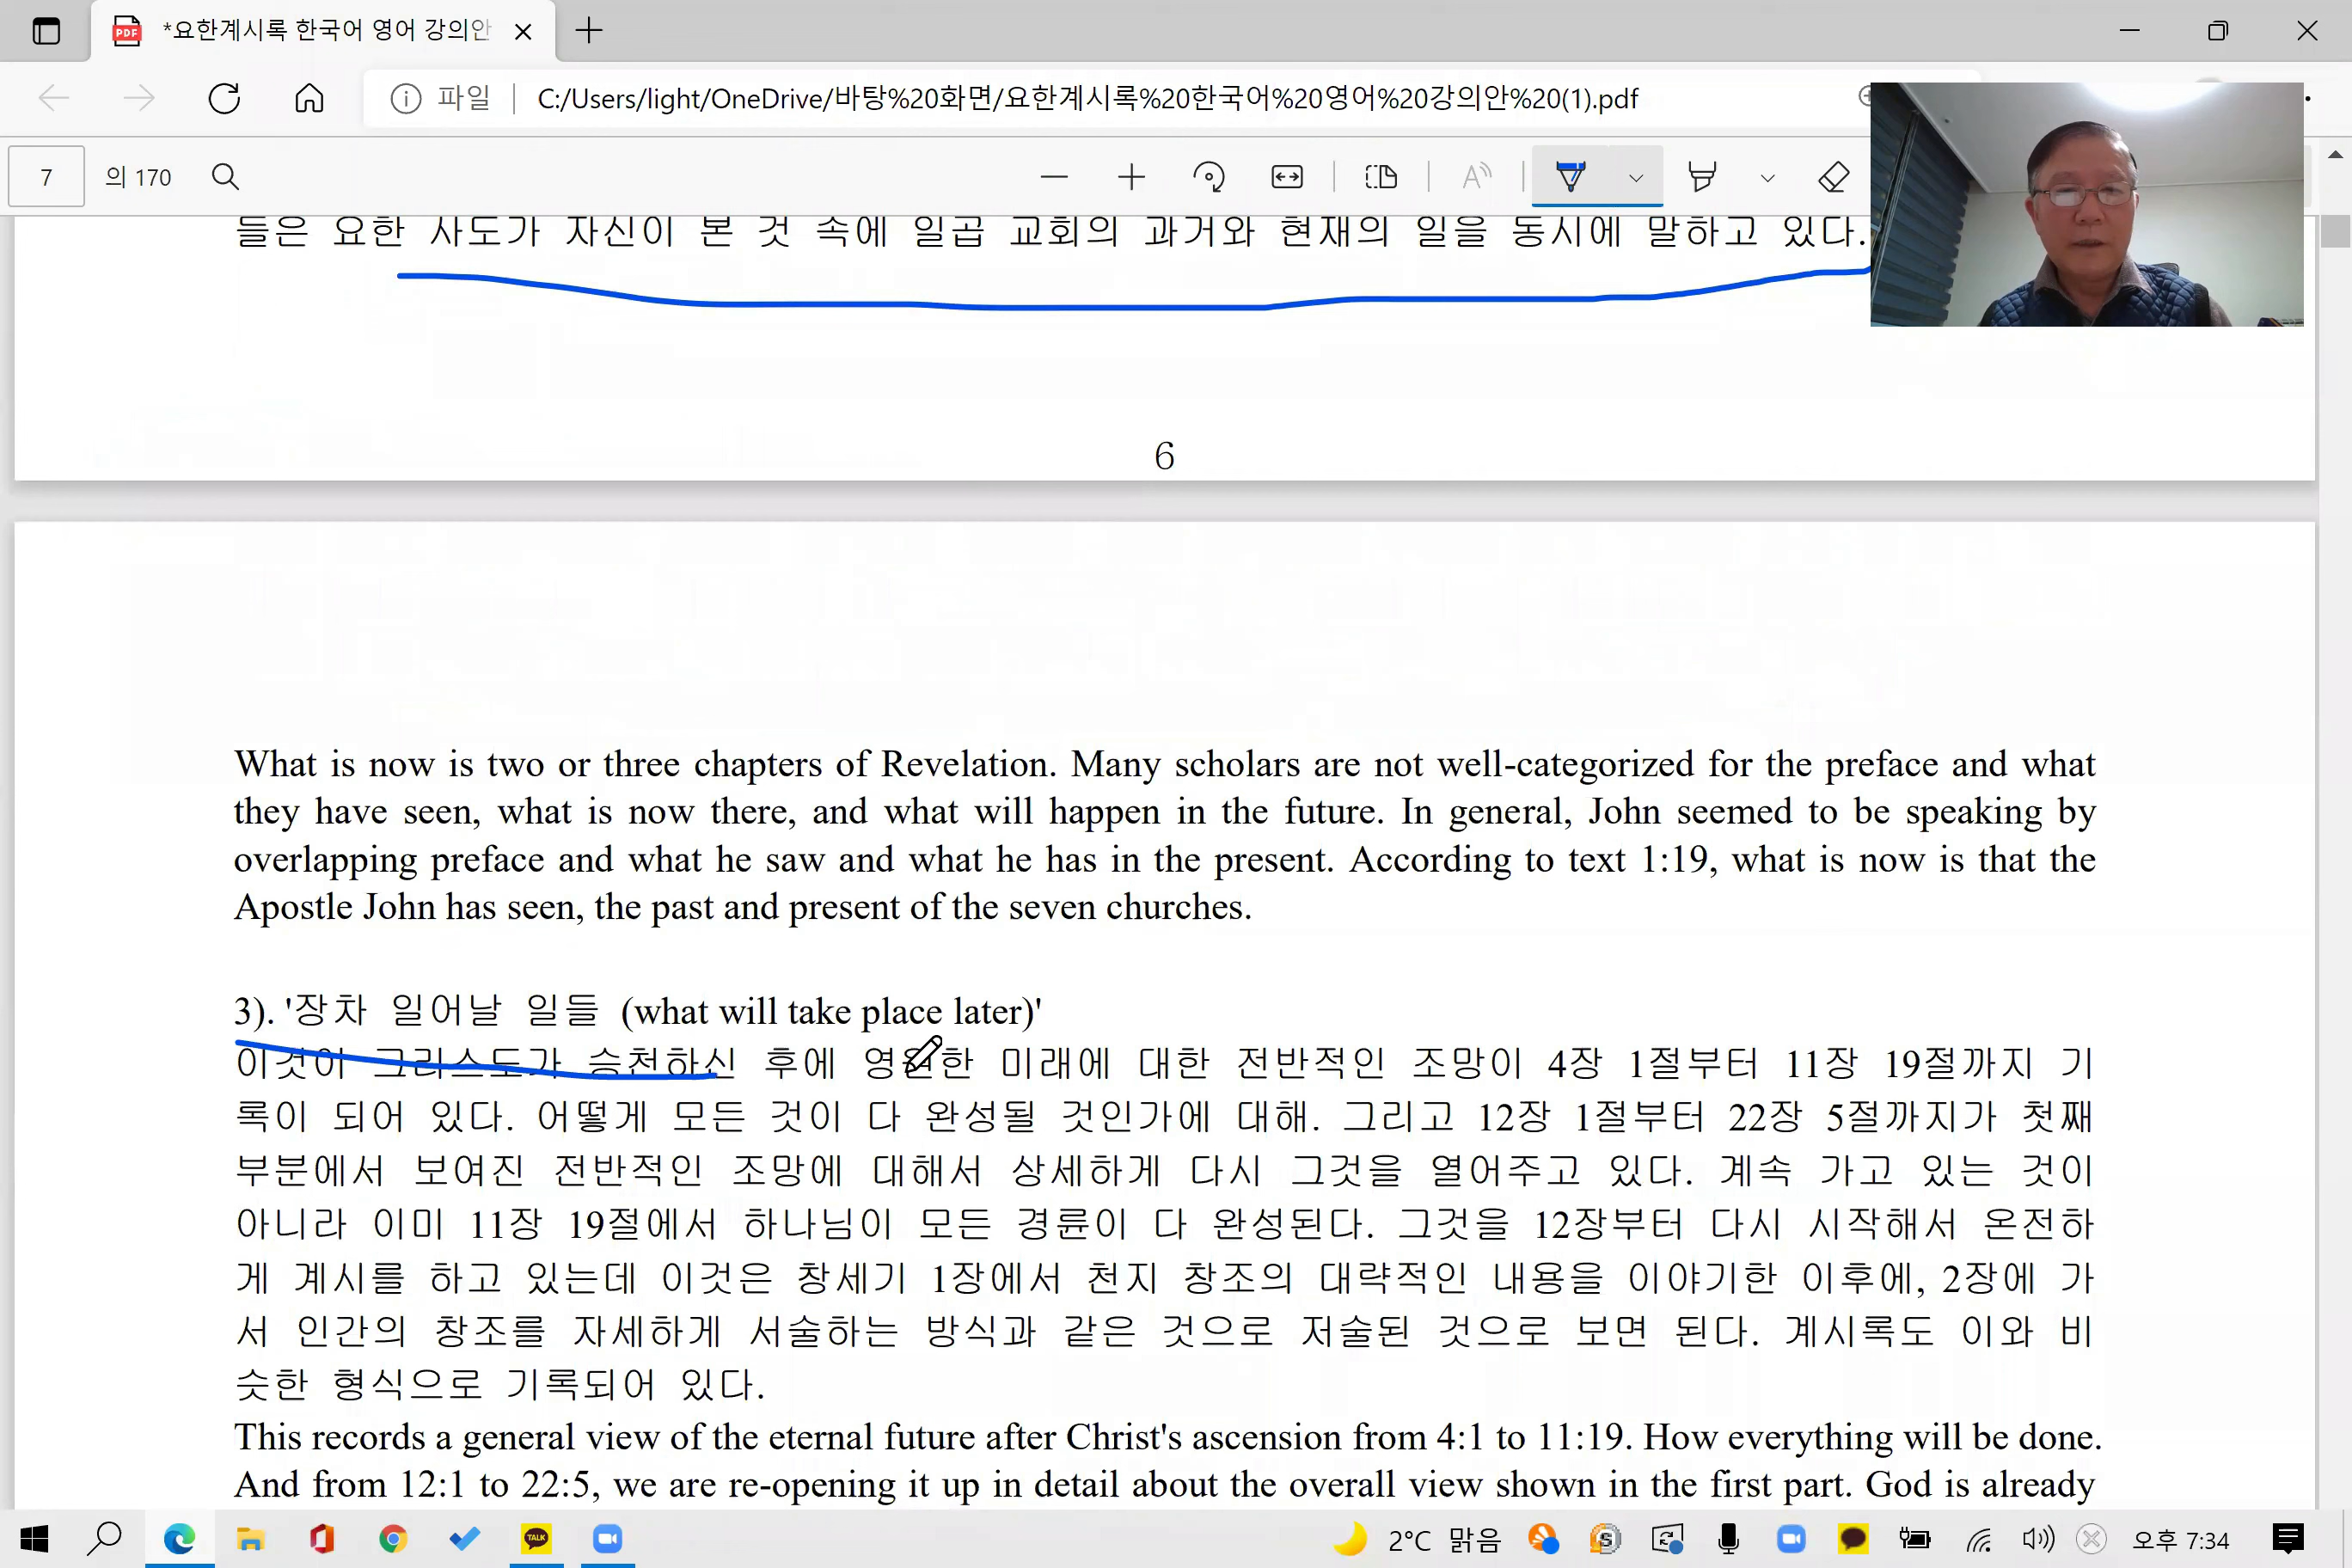 *요한계시록 한국어 영어 강의안
파일 C:/Users/light/OneDrive/바탕%20화면/요한계시록%20한국어%20영어%20강의안%20(1).pdf
7 의 170
들은 요한 사도가 자신이 본 것 속에 일곱 교회의 과거와 현재의 일을 동시에 말하고 있다.
6
What is now is two or three chapters of Revelation. Many scholars are not well-categorized for the preface and what
they have seen, what is now there, and what will happen in the future. In general, John seemed to be speaking by
overlapping preface and what he saw and what he has in the present. According to text 1:19, what is now is that the
Apostle John has seen, the past and present of the seven churches.
3). '장차 일어날 일들 (what will take place later)'
이것이 그리스도가 승천하신 후에 영원한 미래에 대한 전반적인 조망이 4장 1절부터 11장 19절까지 기
록이 되어 있다. 어떻게 모든 것이 다 완성될 것인가에 대해. 그리고 12장 1절부터 22장 5절까지가 첫째
부분에서 보여진 전반적인 조망에 대해서 상세하게 다시 그것을 열어주고 있다. 계속 가고 있는 것이
아니라 이미 11장 19절에서 하나님이 모든 경륜이 다 완성된다. 그것을 12장부터 다시 시작해서 온전하
게 계시를 하고 있는데 이것은 창세기 1장에서 천지 창조의 대략적인 내용을 이야기한 이후에, 2장에 가
서 인간의 창조를 자세하게 서술하는 방식과 같은 것으로 저술된 것으로 보면 된다. 계시록도 이와 비
슷한 형식으로 기록되어 있다.
This records a general view of the eternal future after Christ's ascension from 4:1 to 11:19. How everything will be done.
And from 12:1 to 22:5, we are re-opening it up in detail about the overall view shown in the first part. God is already
TALK 2°C 맑음 오후 7:34